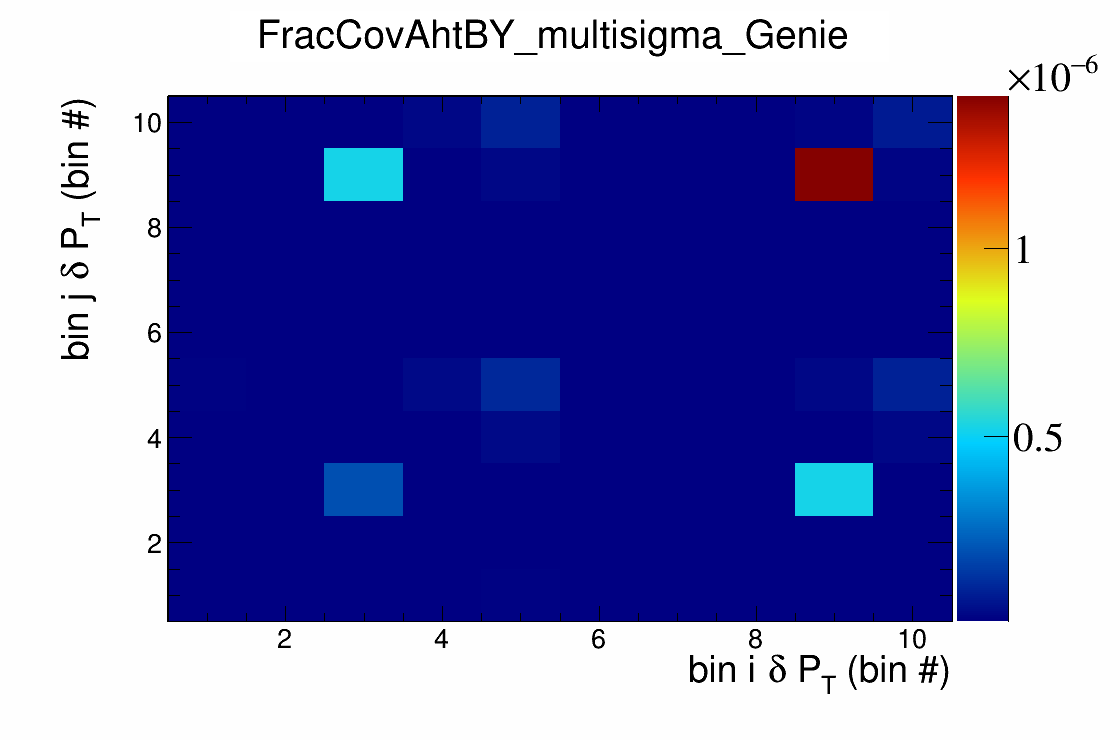 FracCovAhtBY_multisigma_Genie
×10⁻⁶
bin j δ P_T (bin #)
10
8
6
4
2
1
0.5
2 4 6 8 10
bin i δ P_T (bin #)